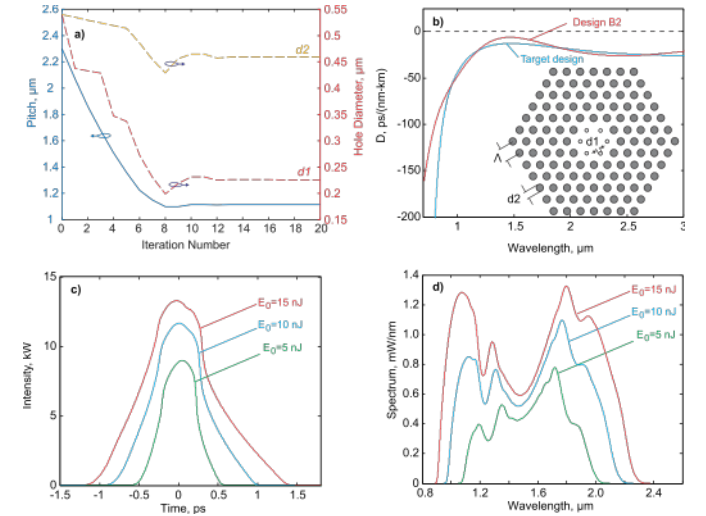 a)
Pitch, µm
2.6
2.4
2.2
2
1.8
1.6
1.4
1.2
1
0.55
0.5
0.45
0.4
0.35
0.3
0.25
0.2
0.15
Hole Diameter, µm
d2
d1
0 2 4 6 8 10 12 14 16 18 20
Iteration Number
b)
D, ps/(nm·km)
0
-50
-100
-150
-200
Design B2
Target design
d1
Λ
d2
1 1.5 2 2.5 3
Wavelength, µm
c)
Intensity, kW
15
10
5
0
E₀=15 nJ
E₀=10 nJ
E₀=5 nJ
-1.5 -1 -0.5 0 0.5 1 1.5
Time, ps
d)
Spectrum, mW/nm
1.4
1.2
1
0.8
0.6
0.4
0.2
0
E₀=15 nJ
E₀=10 nJ
E₀=5 nJ
0.8 1.2 1.6 2.0 2.4
Wavelength, µm